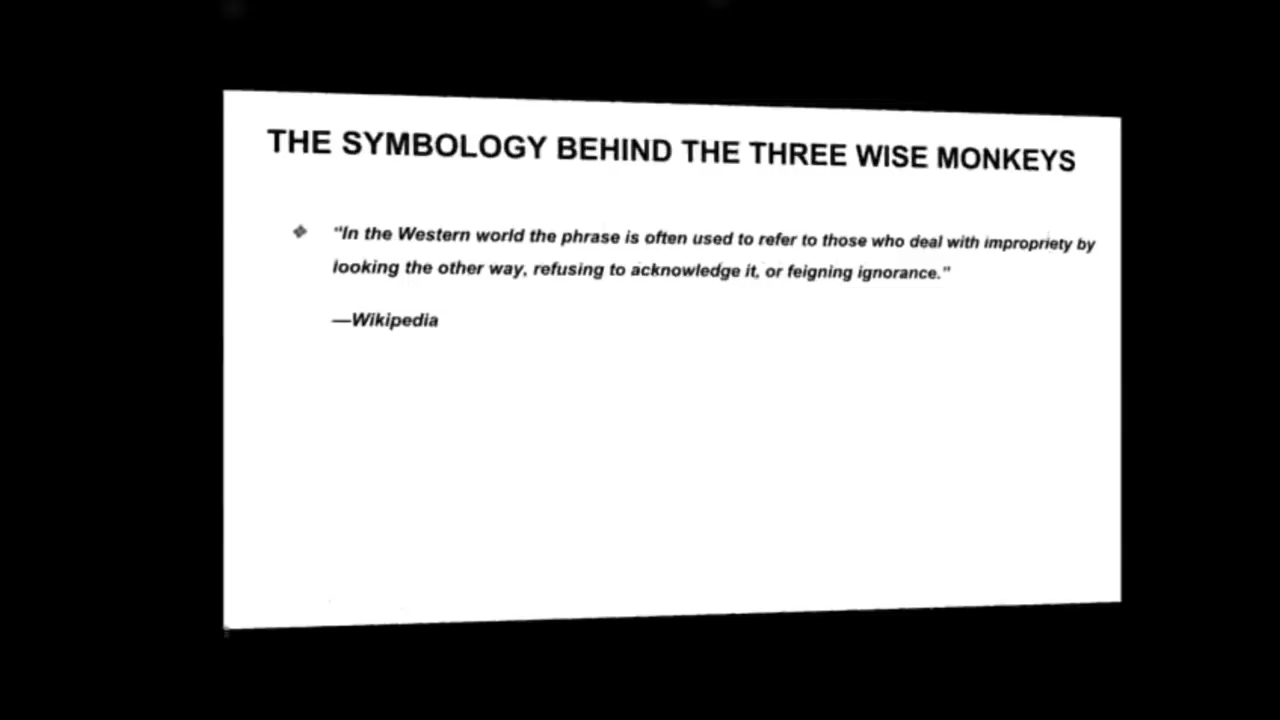 THE SYMBOLOGY BEHIND THE THREE WISE MONKEYS
"In the Western world the phrase is often used to refer to those who deal with impropriety by
looking the other way, refusing to acknowledge it, or feigning ignorance."
—Wikipedia